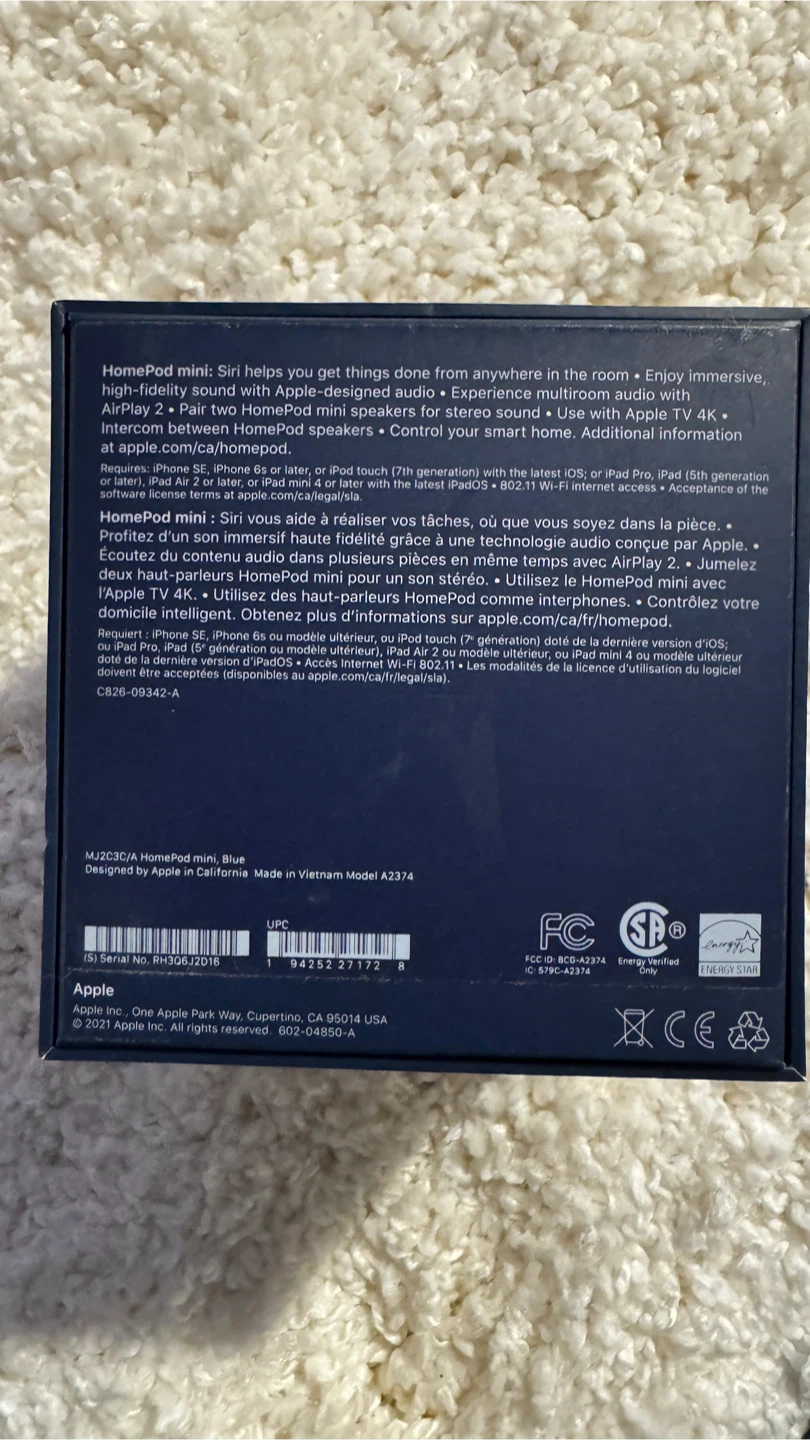 HomePod mini: Siri helps you get things done from anywhere in the room • Enjoy immersive,
high-fidelity sound with Apple-designed audio • Experience multiroom audio with
AirPlay 2 • Pair two HomePod mini speakers for stereo sound • Use with Apple TV 4K •
Intercom between HomePod speakers • Control your smart home. Additional information
at apple.com/ca/homepod.
Requires: iPhone SE, iPhone 6s or later, or iPod touch (7th generation) with the latest iOS; or iPad Pro, iPad (5th generation
or later), iPad Air 2 or later, or iPad mini 4 or later with the latest iPadOS • 802.11 Wi-Fi internet access • Acceptance of the
software license terms at apple.com/ca/legal/sla.
HomePod mini : Siri vous aide à réaliser vos tâches, où que vous soyez dans la pièce. •
Profitez d'un son immersif haute fidélité grâce à une technologie audio conçue par Apple. •
Écoutez du contenu audio dans plusieurs pièces en même temps avec AirPlay 2. • Jumelez
deux haut-parleurs HomePod mini pour un son stéréo. • Utilisez le HomePod mini avec
l'Apple TV 4K. • Utilisez des haut-parleurs HomePod comme interphones. • Contrôlez votre
domicile intelligent. Obtenez plus d'informations sur apple.com/ca/fr/homepod.
Requiert : iPhone SE, iPhone 6s ou modèle ultérieur, ou iPod touch (7ᵉ génération) doté de la dernière version d'iOS;
ou iPad Pro, iPad (5ᵉ génération ou modèle ultérieur), iPad Air 2 ou modèle ultérieur, ou iPad mini 4 ou modèle ultérieur
doté de la dernière version d'iPadOS • Accès Internet Wi-Fi 802.11 • Les modalités de la licence d'utilisation du logiciel
doivent être acceptées (disponibles au apple.com/ca/fr/legal/sla).
C826-09342-A
MJ2C3C/A HomePod mini, Blue
Designed by Apple in California Made in Vietnam Model A2374
UPC
(S) Serial No. RH3Q6J2D16
1 94252 27172 8
FC
FCC ID: BCG-A2374
IC: 579C-A2374
SA ®
Energy Verified
Only
energy
ENERGY STAR
Apple
Apple Inc., One Apple Park Way, Cupertino, CA 95014 USA
© 2021 Apple Inc. All rights reserved. 602-04850-A
CE